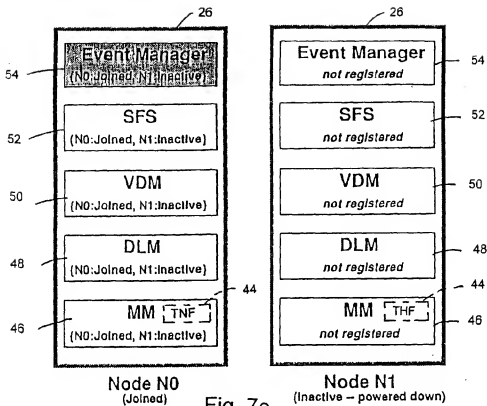 26
Event Manager
{N0:Joined, N1:Inactive}
54
SFS
{N0:Joined, N1:Inactive}
52
VDM
{N0:Joined, N1:Inactive}
50
DLM
{N0:Joined, N1:Inactive}
48
MM
TNF
44
{N0:Joined, N1:Inactive}
46
Node N0
(Joined)
26
Event Manager
not registered
54
SFS
not registered
52
VDM
not registered
50
DLM
not registered
48
44
MM
THF
not registered
46
Node N1
(Inactive – powered down)